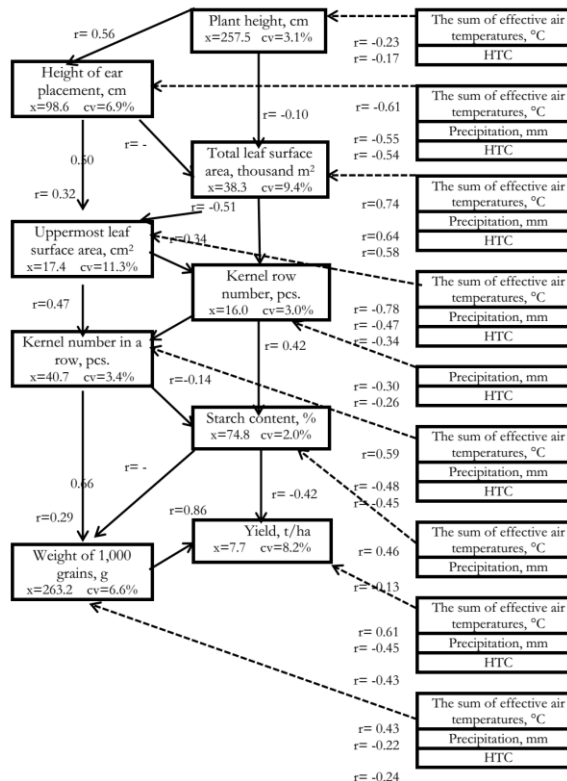 Plant height, cm
x=257.5 cv=3.1%
The sum of effective air
temperatures, °C
HTC
r= 0.56
r= -0.23
r= -0.17
Height of ear
placement, cm
x=98.6 cv=6.9%
The sum of effective air
temperatures, °C
Precipitation, mm
HTC
r= -0.61
r= -0.10
r= -0.55
r= -0.54
r= -
0.50
Total leaf surface
area, thousand m²
x=38.3 cv=9.4%
The sum of effective air
temperatures, °C
Precipitation, mm
HTC
r= 0.32
r= -0.51
r= 0.74
r= 0.64
r= 0.58
Uppermost leaf
surface area, cm²
x=17.4 cv=11.3%
r=0.34
Kernel row
number, pcs.
x=16.0 cv=3.0%
The sum of effective air
temperatures, °C
Precipitation, mm
HTC
r=0.47
r= -0.78
r= -0.47
r= -0.34
Kernel number in a
row, pcs.
x=40.7 cv=3.4%
r= 0.42
Precipitation, mm
HTC
r=-0.14
r= -0.30
r= -0.26
Starch content, %
x=74.8 cv=2.0%
The sum of effective air
temperatures, °C
Precipitation, mm
HTC
r=0.59
r= -0.48
r= -0.45
r= -
0.66
r= -0.42
r=0.29
r=0.86
Yield, t/ha
x=7.7 cv=8.2%
The sum of effective air
temperatures, °C
Precipitation, mm
r= 0.46
r= -0.13
Weight of 1,000
grains, g
x=263.2 cv=6.6%
The sum of effective air
temperatures, °C
Precipitation, mm
HTC
r= 0.61
r= -0.45
r= -0.43
The sum of effective air
temperatures, °C
Precipitation, mm
HTC
r= 0.43
r= -0.22
r= -0.24